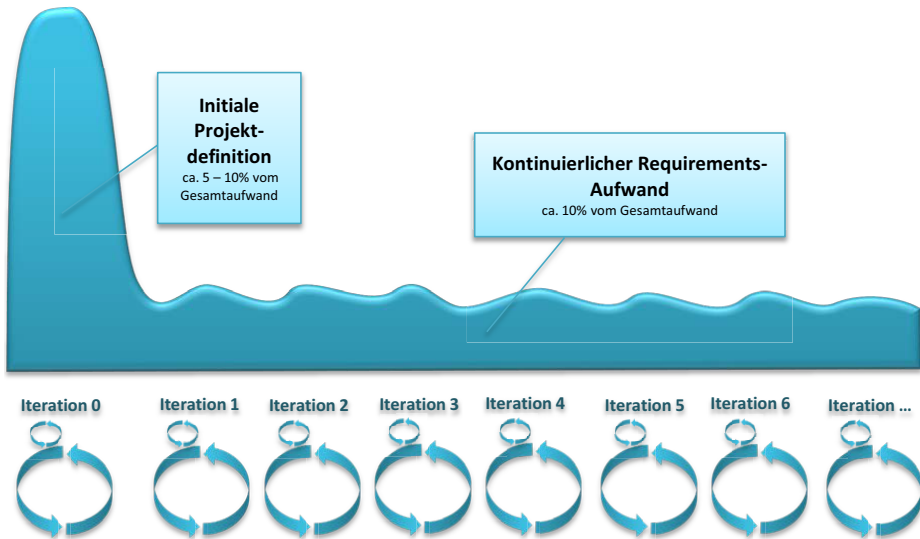 Initiale
Projekt-
definition
ca. 5 – 10% vom
Gesamtaufwand
Kontinuierlicher Requirements-
Aufwand
ca. 10% vom Gesamtaufwand
Iteration 0
Iteration 1
Iteration 2
Iteration 3
Iteration 4
Iteration 5
Iteration 6
Iteration ...